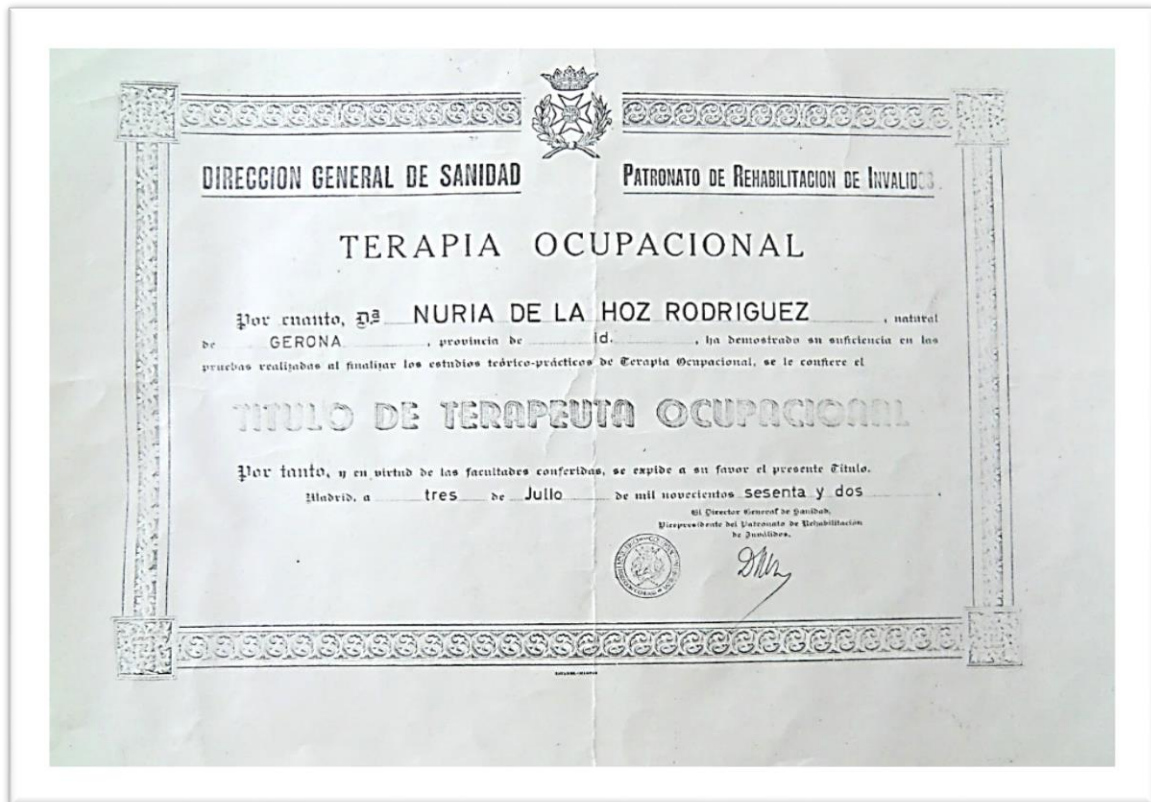 DIRECCION GENERAL DE SANIDAD
PATRONATO DE REHABILITACION DE INVALIDOS.
TERAPIA OCUPACIONAL
Por cuanto, Dª NURIA DE LA HOZ RODRIGUEZ , natural
de GERONA , provincia de id. , ha demostrado su suficiencia en las
pruebas realizadas al finalizar los estudios teórico-prácticos de Terapia Ocupacional, se le confiere el
TITULO DE TERAPEUTA OCUPACIONAL
Por tanto, y en virtud de las facultades conferidas, se expide a su favor el presente Título.
Madrid, a tres de Julio de mil novecientos sesenta y dos .
El Director General de Sanidad,
Vicepresidente del Patronato de Rehabilitación
de Inválidos,